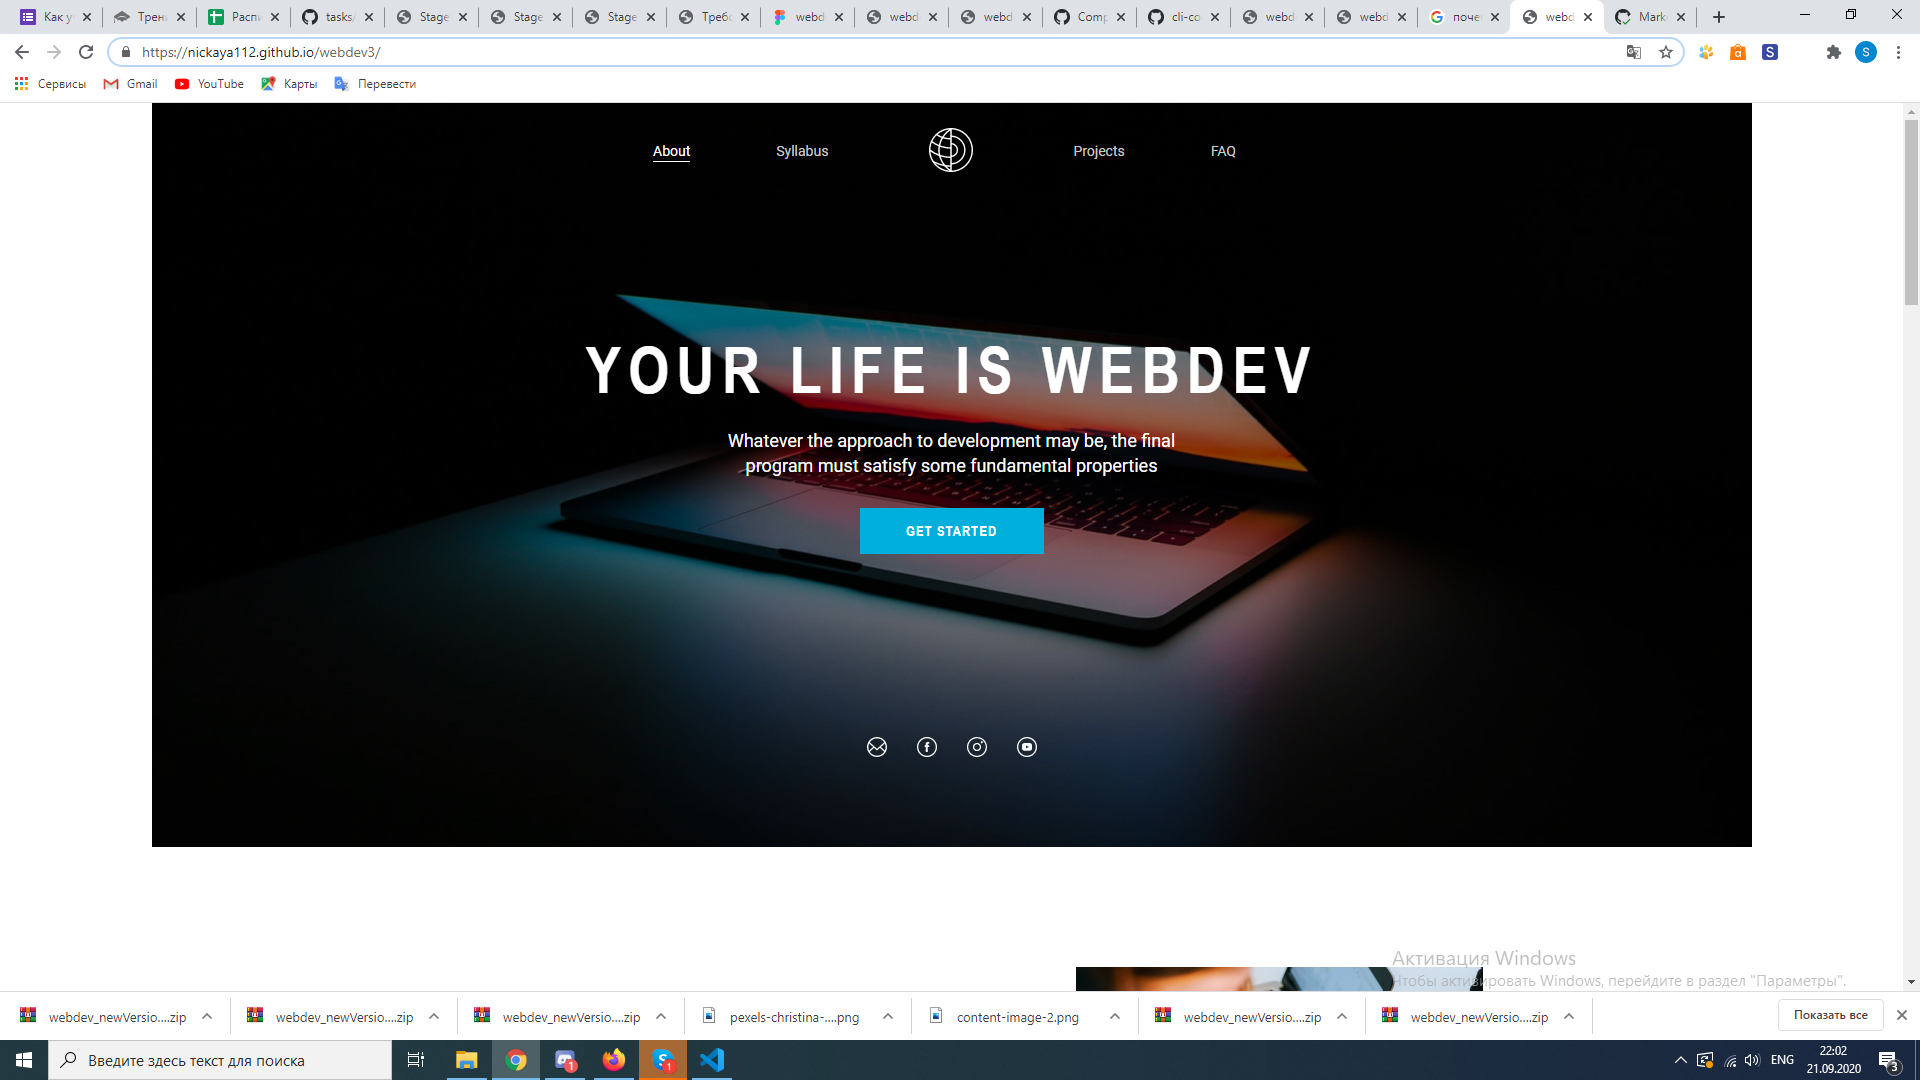 Как у
Трен
Распи
tasks/
Stage
Stage
Stage
Требо
webd
webd
webd
Comp
cli-co
webd
webd
поче
webd
Mark
https://nickaya112.github.io/webdev3/
S
S
Сервисы
Gmail
YouTube
Карты
Перевести
About
Syllabus
Projects
FAQ
YOUR LIFE IS WEBDEV
Whatever the approach to development may be, the final
program must satisfy some fundamental properties
GET STARTED
Активация Windows
Чтобы активировать Windows, перейдите в раздел "Параметры".
webdev_newVersio....zip
webdev_newVersio....zip
webdev_newVersio....zip
pexels-christina-....png
content-image-2.png
webdev_newVersio....zip
webdev_newVersio....zip
Показать все
Введите здесь текст для поиска
1
1
ENG
22:02
21.09.2020
3